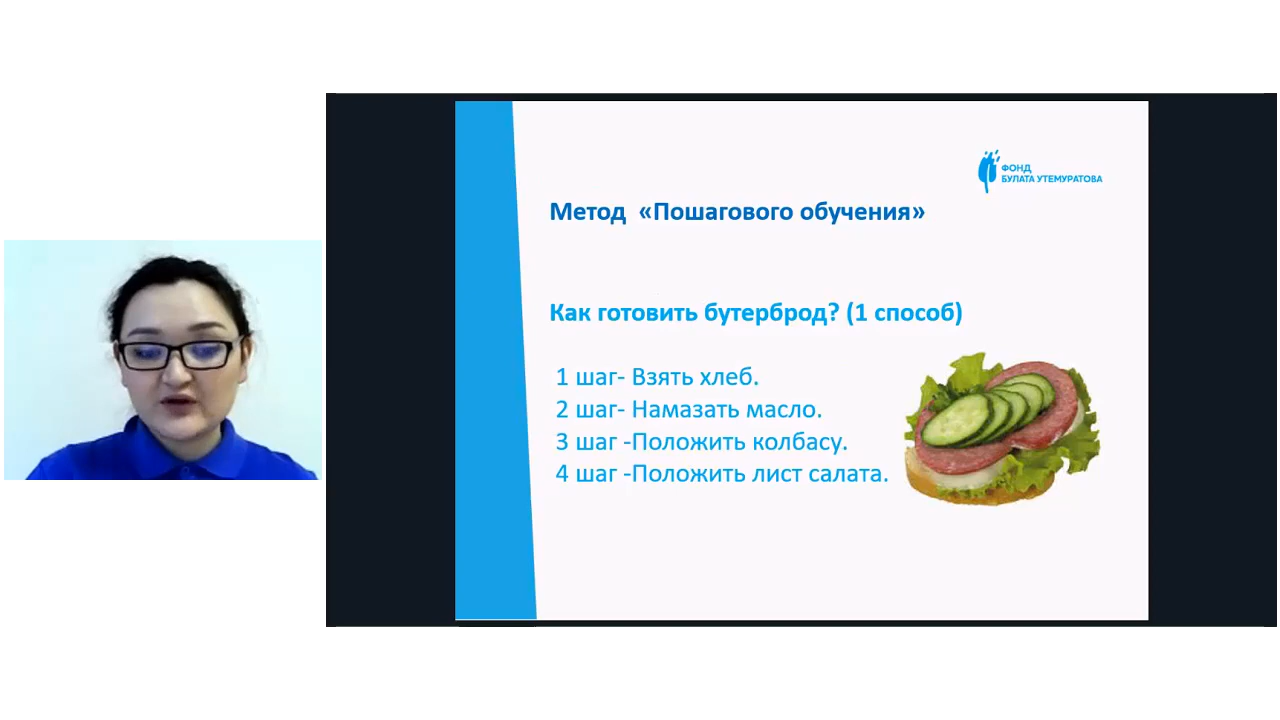 ФОНД
БУЛАТА УТЕМУРАТОВА
Метод «Пошагового обучения»
Как готовить бутерброд? (1 способ)
1 шаг- Взять хлеб.
2 шаг- Намазать масло.
3 шаг -Положить колбасу.
4 шаг -Положить лист салата.